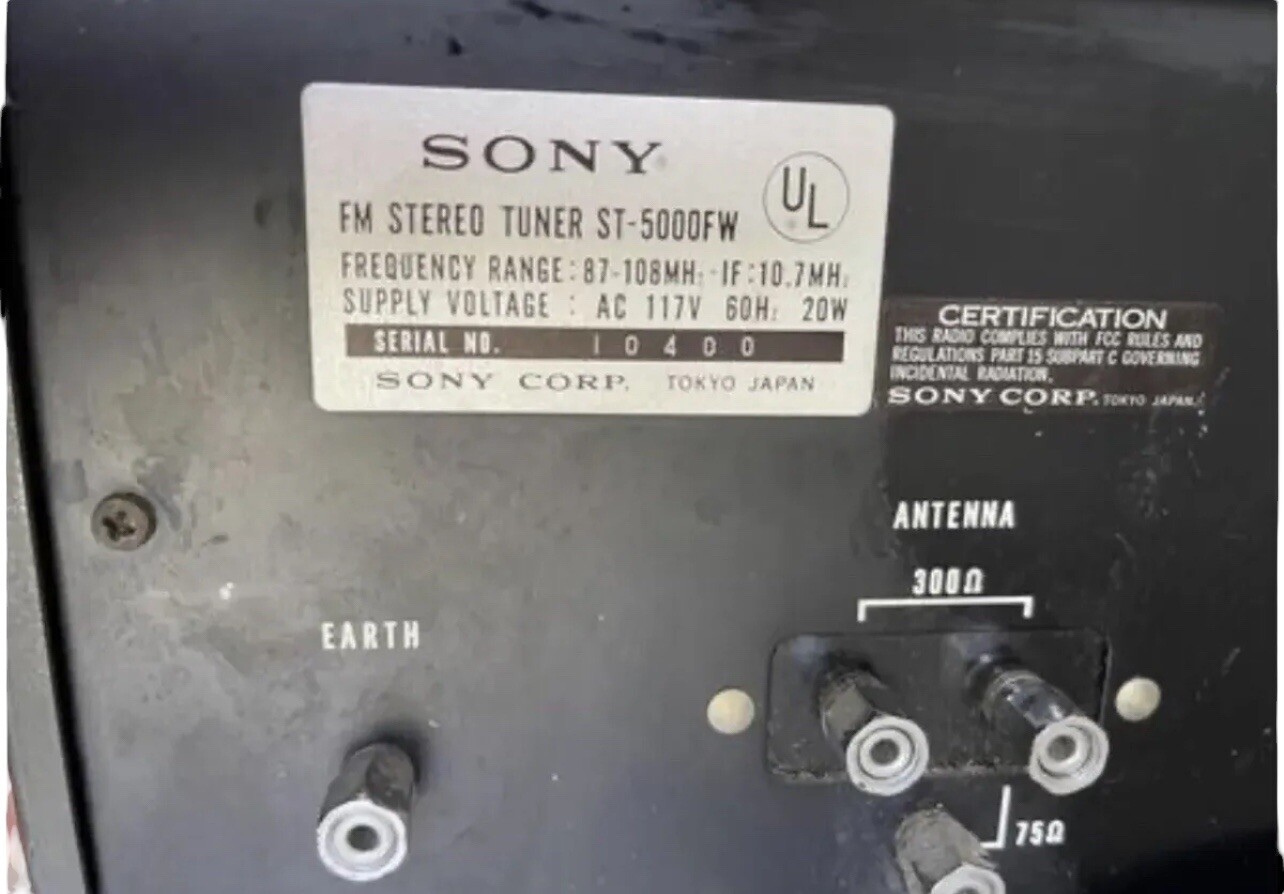 SONY
UL
FM STEREO TUNER ST-5000FW
FREQUENCY RANGE: 87-108MHz IF: 10.7MHz
SUPPLY VOLTAGE : AC 117V 60Hz 20W
SERIAL NO. 10400
SONY CORP. TOKYO JAPAN
CERTIFICATION
THIS RADIO COMPLIES WITH FCC RULES AND
REGULATIONS PART 15 SUBPART C GOVERNING
INCIDENTAL RADIATION.
SONY CORP. TOKYO JAPAN
ANTENNA
300Ω
EARTH
75Ω